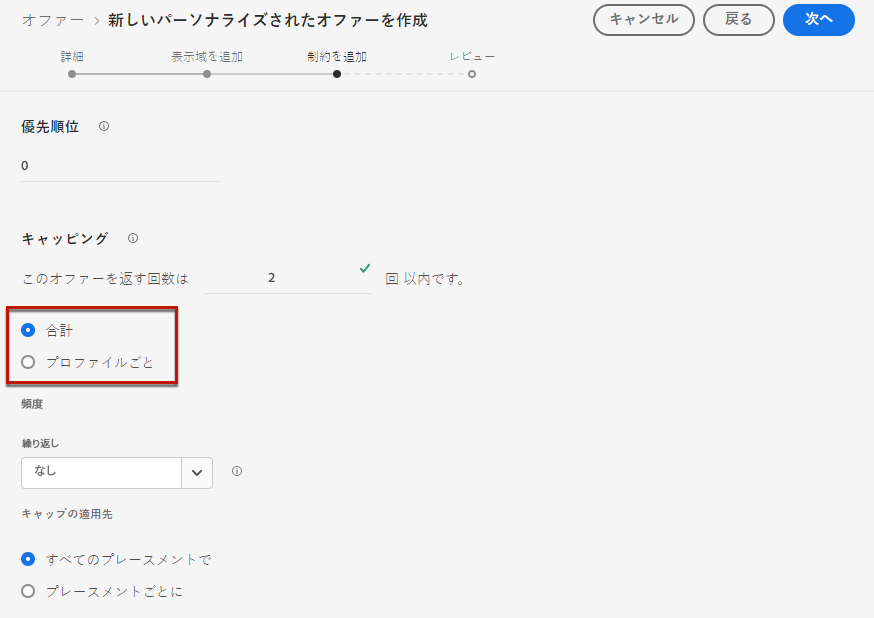 オファー > 新しいパーソナライズされたオファーを作成 キャンセル 戻る 次へ
詳細 表示域を追加 制約を追加 レビュー
優先順位
0
キャッピング
このオファーを返す回数は 2 回 以内です。
合計
プロファイルごと
頻度
繰り返し
なし
キャップの適用先
すべてのプレースメントで
プレースメントごとに